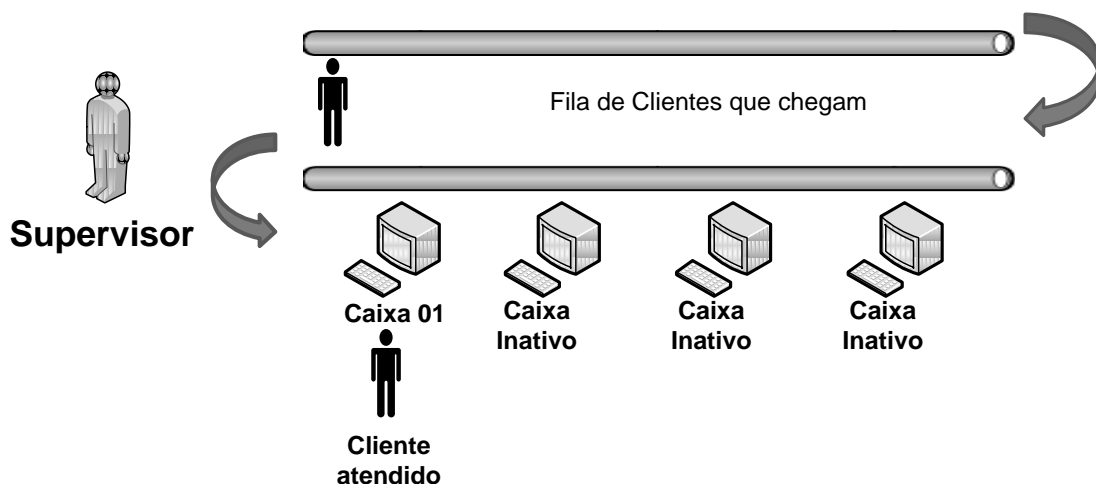 Fila de Clientes que chegam
Supervisor
Caixa 01
Caixa
Inativo
Caixa
Inativo
Caixa
Inativo
Cliente
atendido